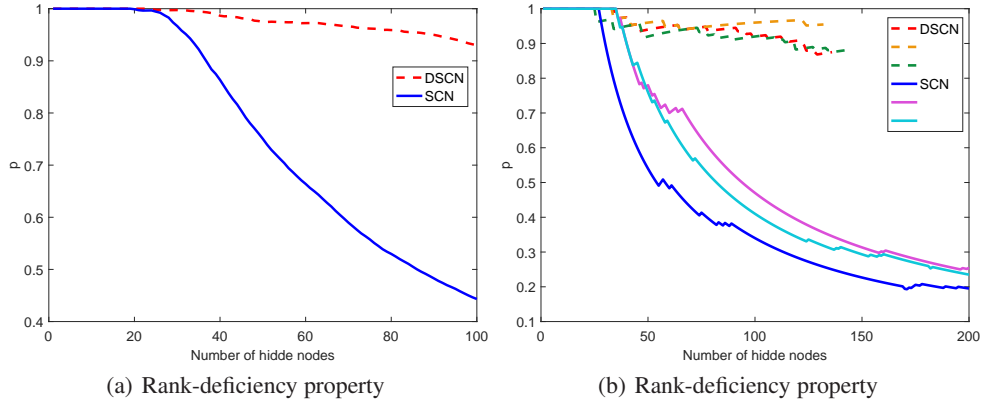 1
0.9
0.8
0.7
0.6
0.5
0.4
p
0 20 40 60 80 100
Number of hidde nodes
DSCN
SCN
(a) Rank-deficiency property
1
0.9
0.8
0.7
0.6
0.5
0.4
0.3
0.2
0.1
p
0 50 100 150 200
Number of hidde nodes
DSCN
SCN
(b) Rank-deficiency property